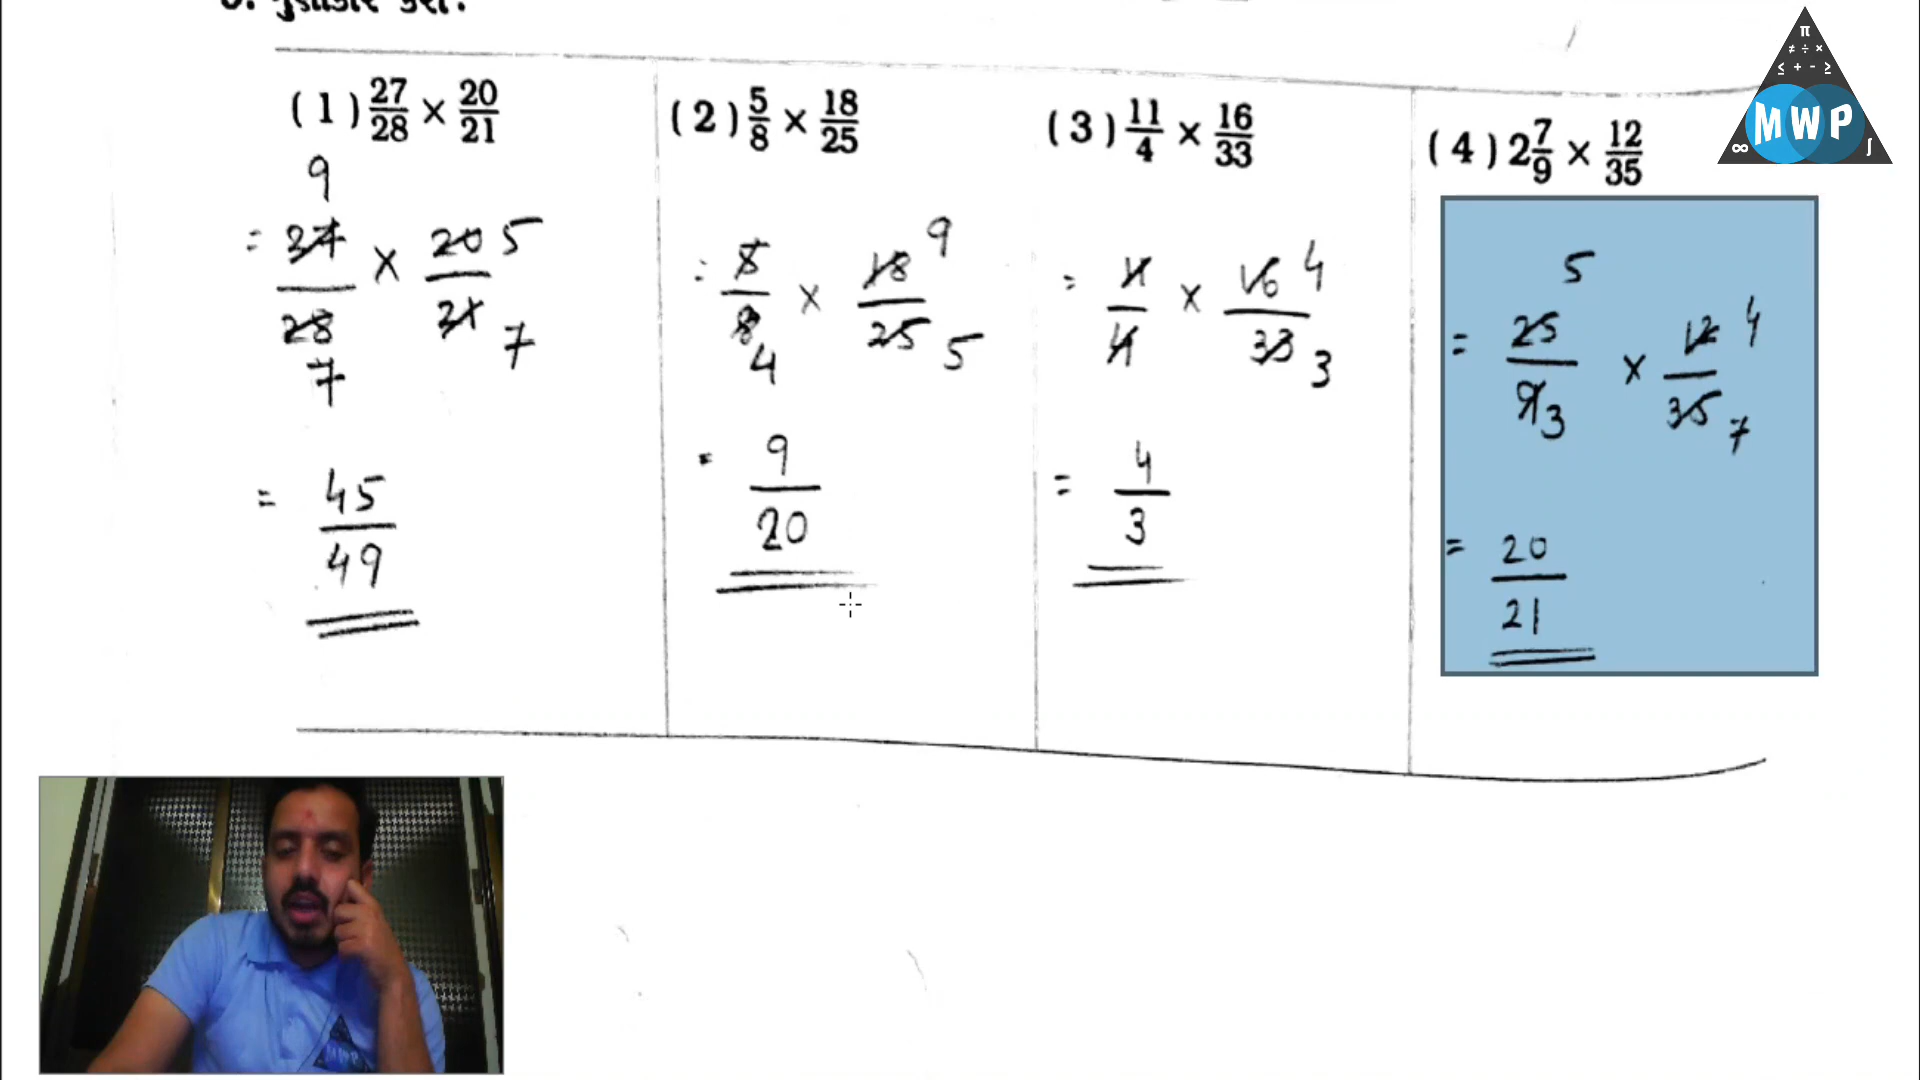 (1) 27/28 × 20/21
(2) 5/8 × 18/25
(3) 11/4 × 16/33
(4) 2 7/9 × 12/35
9
= 27/28 × 20/21 5
7 7
= 45/49
= 5/8 × 18/25 9
4 5
= 9/20
= 11/4 × 16/33 4
3
= 4/3
5
= 25/9 × 12/35 4
3 7
= 20/21
π
≠ ÷ ×
≤ + - ≥
MWP
∞ ∫
MWP